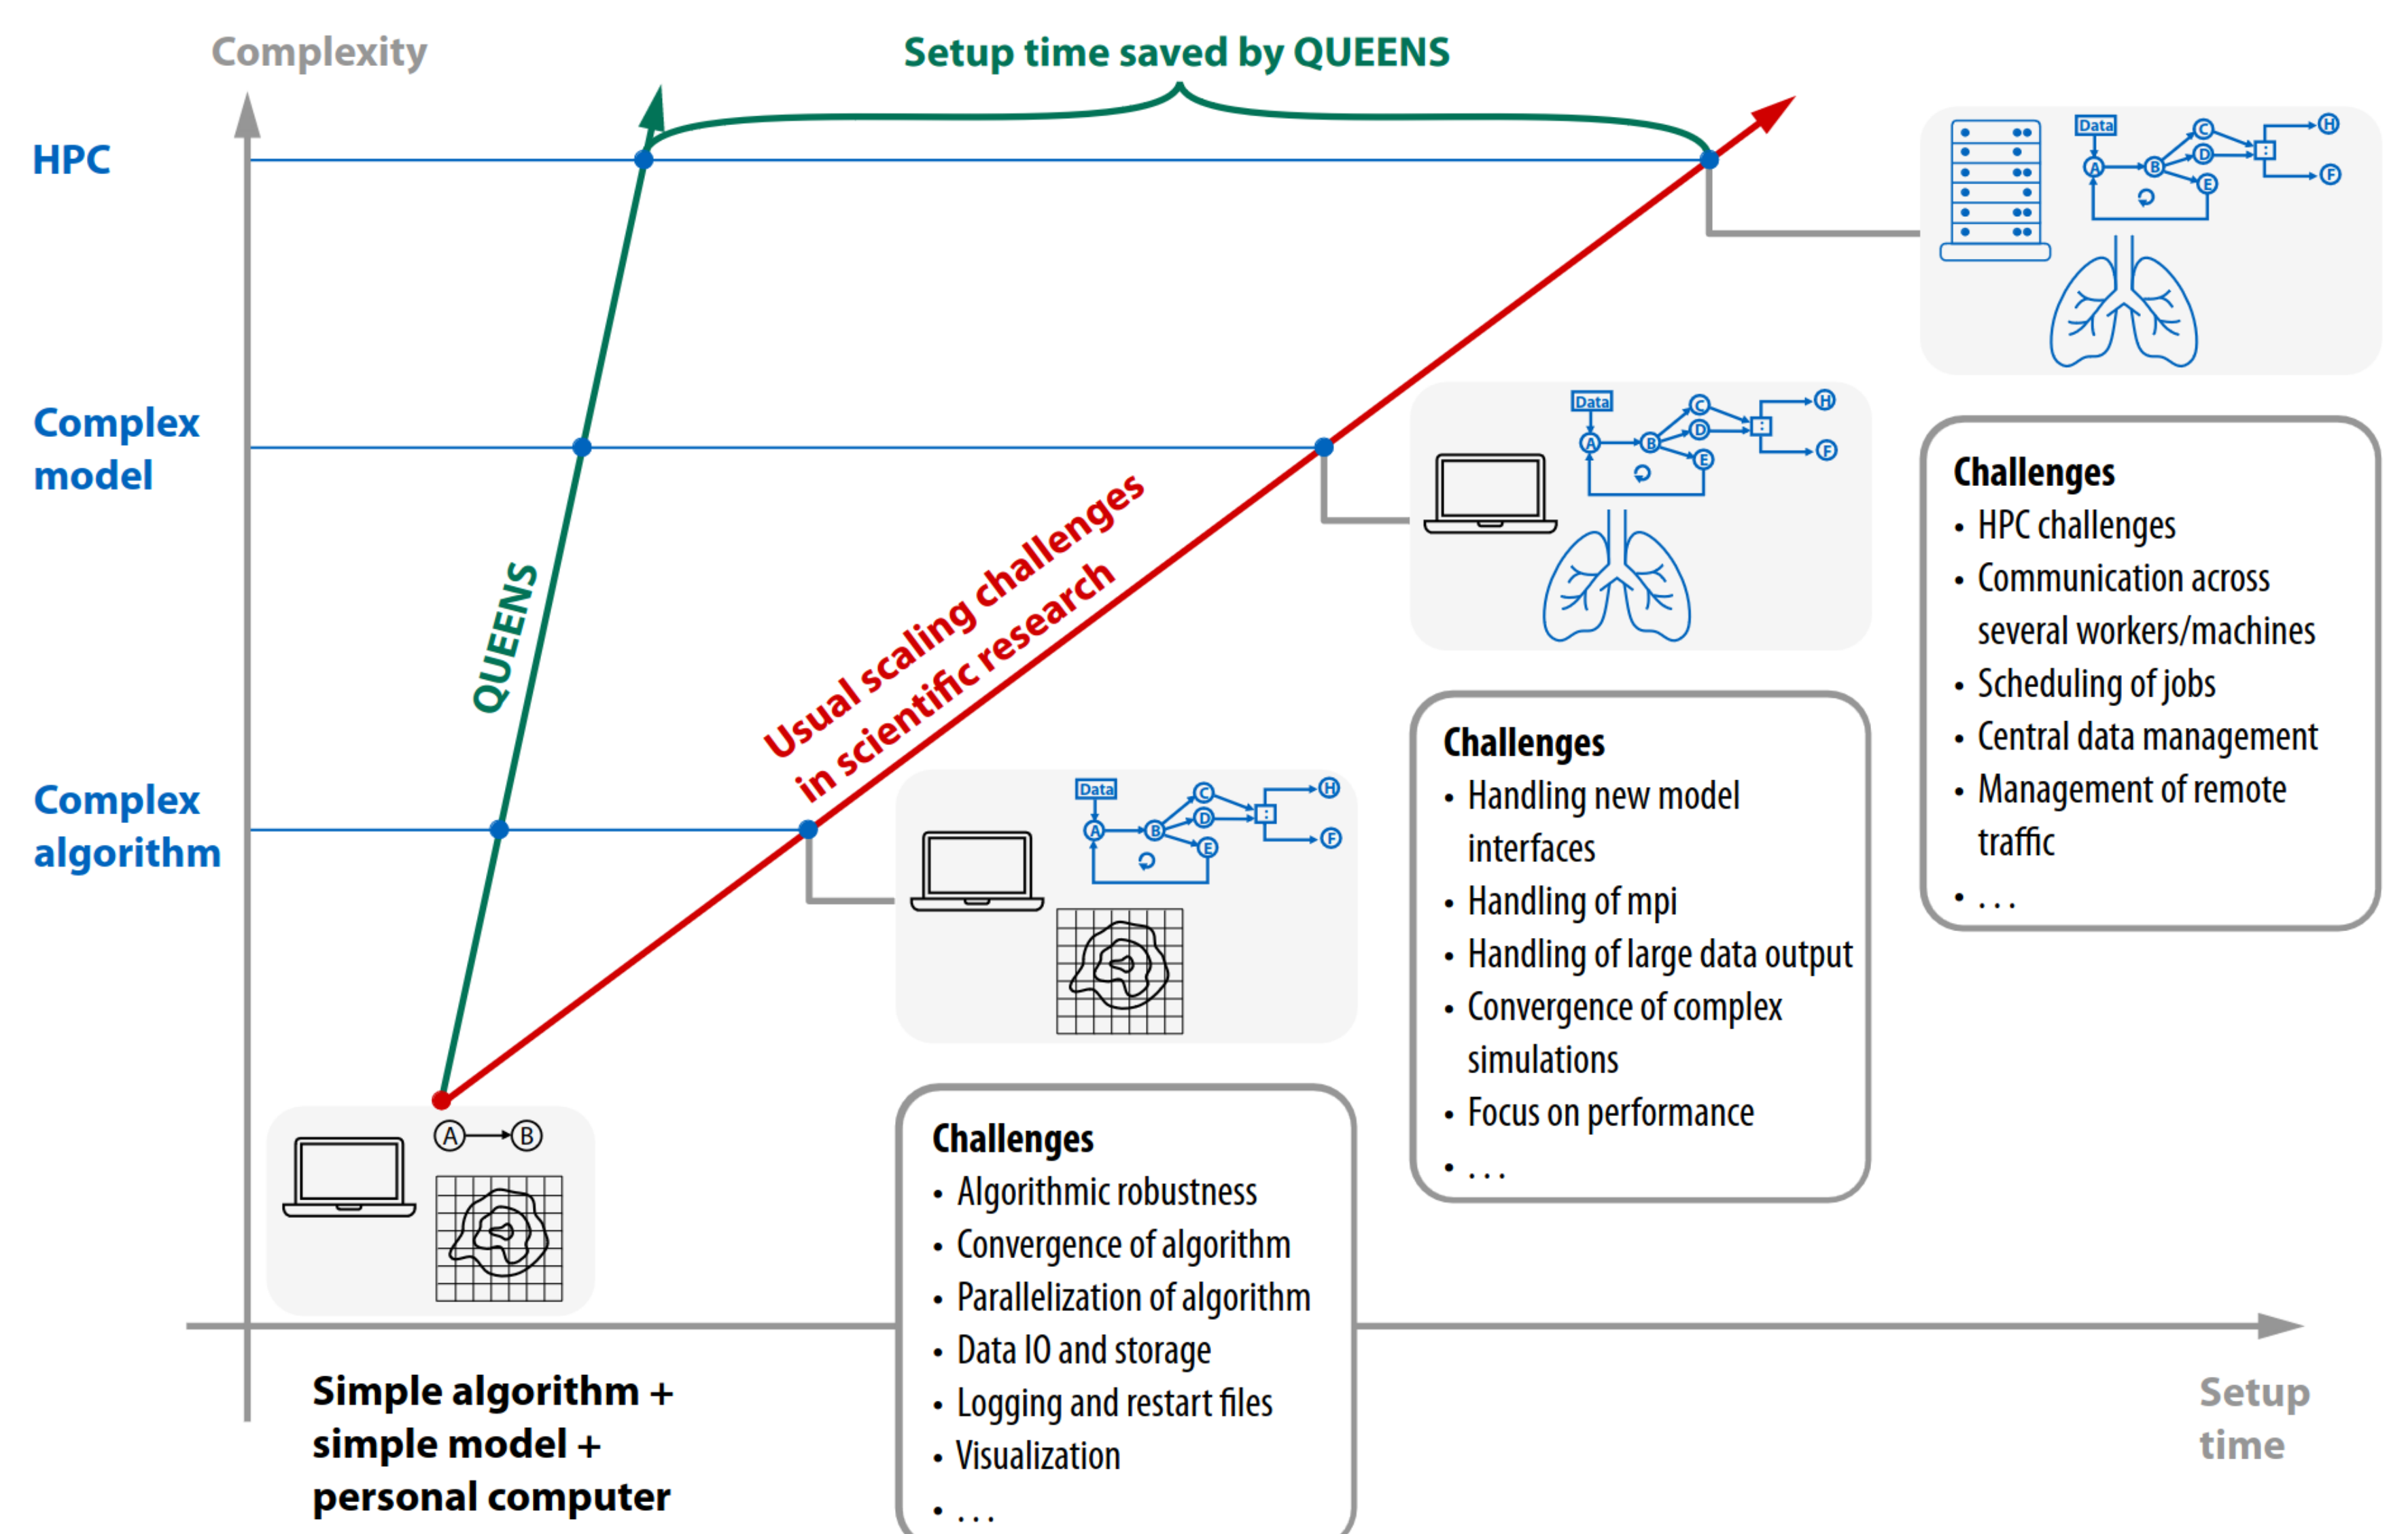 Complexity
Setup time saved by QUEENS
HPC
Data
A
B
C
D
E
:
H
F
Complex
model
QUEENS
Usual scaling challenges
in scientific research
Data
A
B
C
D
E
:
H
F
Challenges
• HPC challenges
• Communication across
several workers/machines
• Scheduling of jobs
• Central data management
• Management of remote
traffic
• . . .
Complex
algorithm
Data
A
B
C
D
E
:
H
F
Challenges
• Handling new model
interfaces
• Handling of mpi
• Handling of large data output
• Convergence of complex
simulations
• Focus on performance
• . . .
A
B
Challenges
• Algorithmic robustness
• Convergence of algorithm
• Parallelization of algorithm
• Data IO and storage
• Logging and restart files
• Visualization
• . . .
Simple algorithm +
simple model +
personal computer
Setup
time